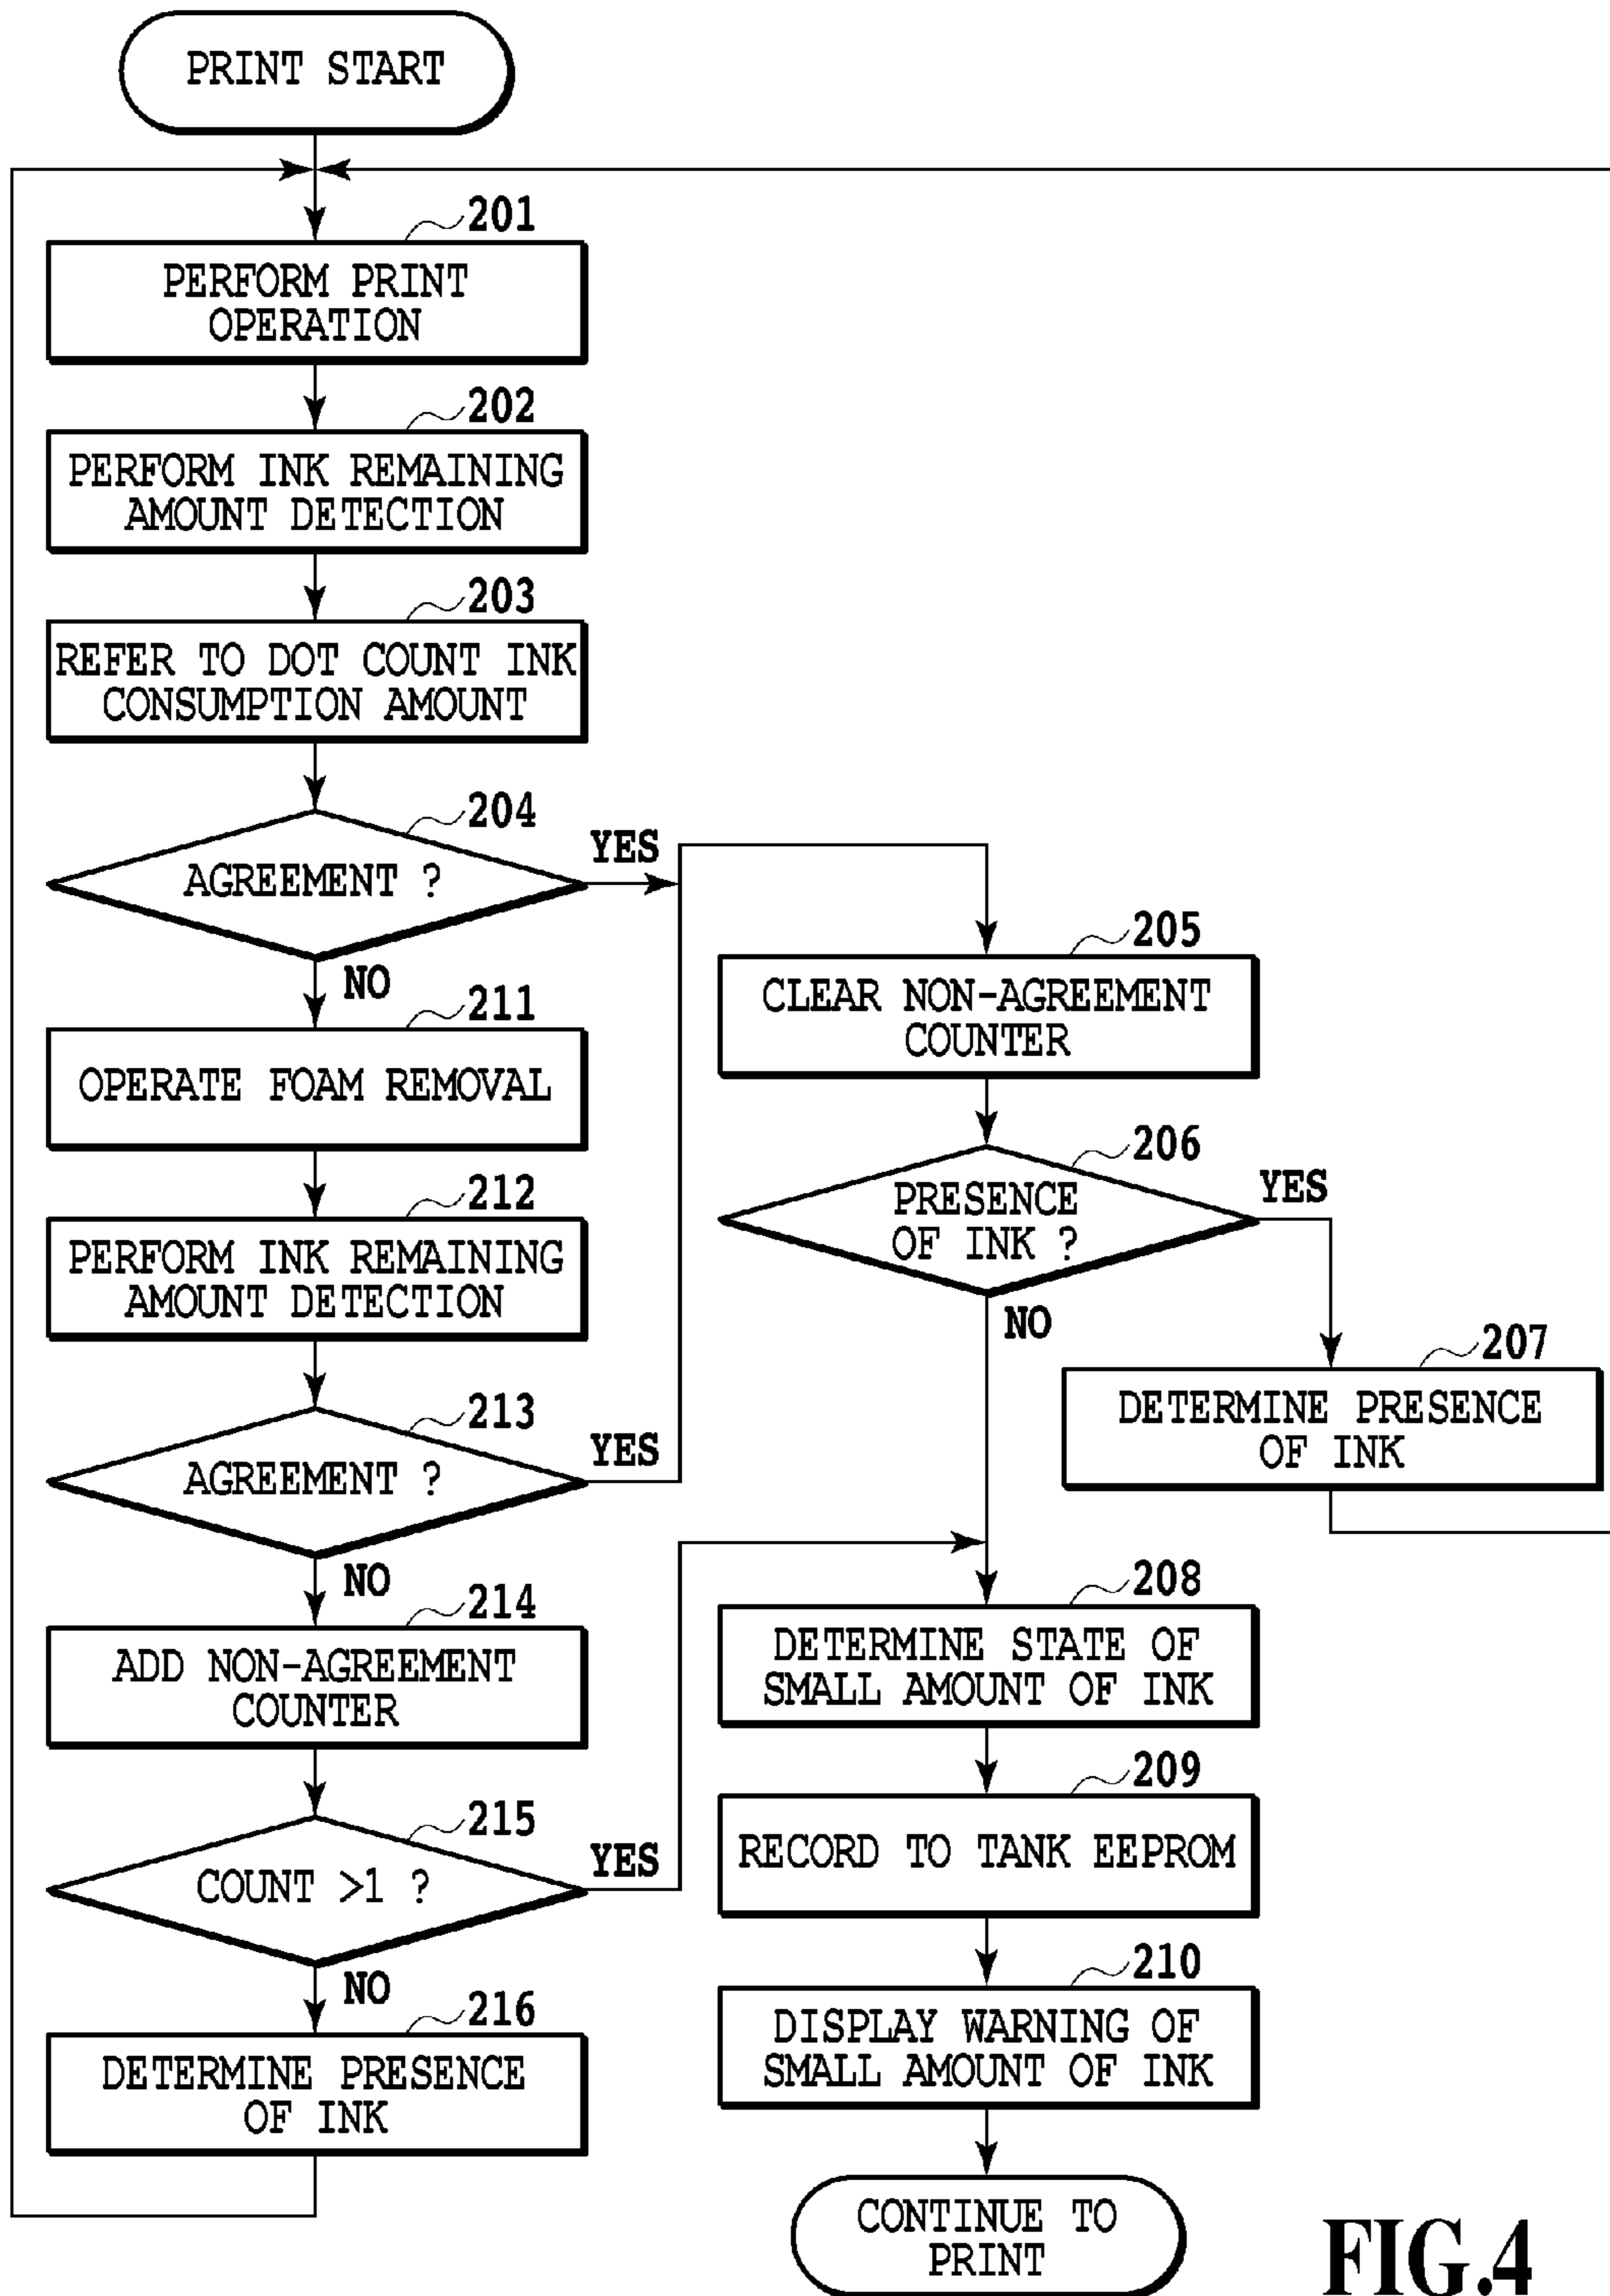 PRINT START
201
PERFORM PRINT
OPERATION
202
PERFORM INK REMAINING
AMOUNT DETECTION
203
REFER TO DOT COUNT INK
CONSUMPTION AMOUNT
204
AGREEMENT ?
YES
NO
211
OPERATE FOAM REMOVAL
212
PERFORM INK REMAINING
AMOUNT DETECTION
213
AGREEMENT ?
YES
NO
214
ADD NON-AGREEMENT
COUNTER
215
COUNT >1 ?
YES
NO
216
DETERMINE PRESENCE
OF INK
205
CLEAR NON-AGREEMENT
COUNTER
206
PRESENCE
OF INK ?
YES
NO
207
DETERMINE PRESENCE
OF INK
208
DETERMINE STATE OF
SMALL AMOUNT OF INK
209
RECORD TO TANK EEPROM
210
DISPLAY WARNING OF
SMALL AMOUNT OF INK
CONTINUE TO
PRINT
FIG.4